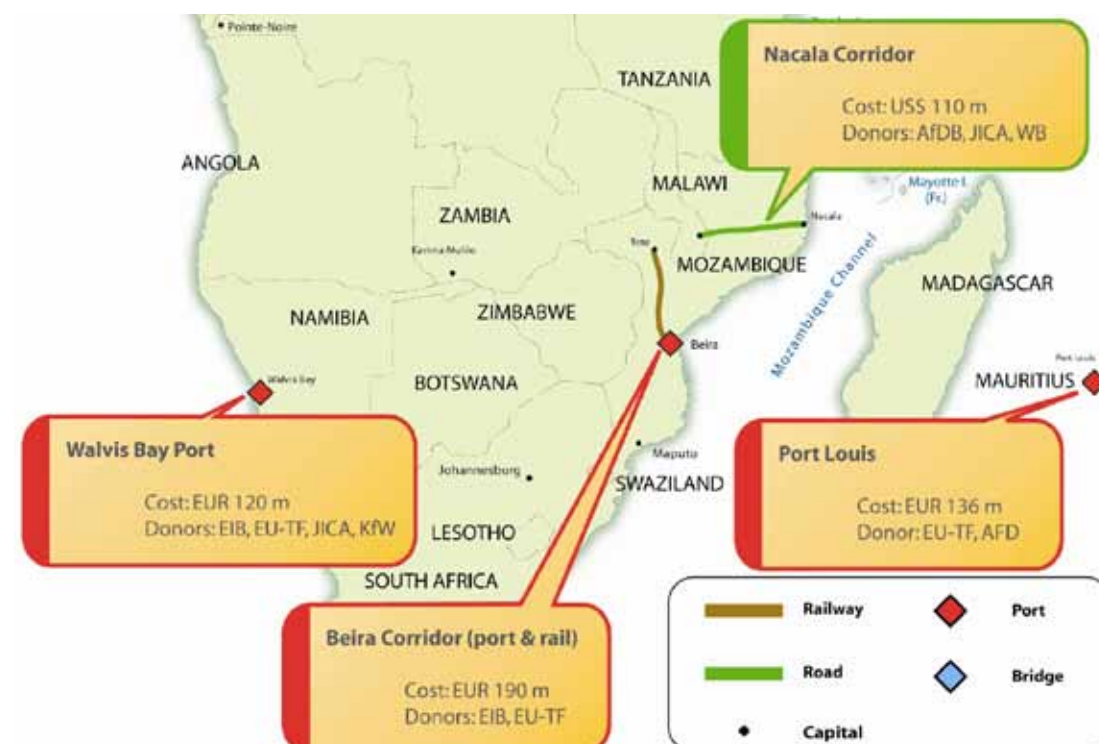 Pointe-Noire
TANZANIA
Nacala Corridor
Cost: US$ 110 m
Donors: AfDB, JICA, WB
ANGOLA
MALAWI
Mayotte I.
(Fr.)
ZAMBIA
Nacala
MOZAMBIQUE
Mozambique Channel
MADAGASCAR
NAMIBIA
ZIMBABWE
Beira
Port Louis
MAURITIUS
Walvis Bay
BOTSWANA
Walvis Bay Port
Cost: EUR 120 m
Donors: EIB, EU-TF, JICA, KfW
Johannesburg
Maputo
SWAZILAND
Port Louis
Cost: EUR 136 m
Donor: EU-TF, AFD
LESOTHO
SOUTH AFRICA
Beira Corridor (port & rail)
Cost: EUR 190 m
Donors: EIB, EU-TF
Railway
Port
Road
Bridge
Capital